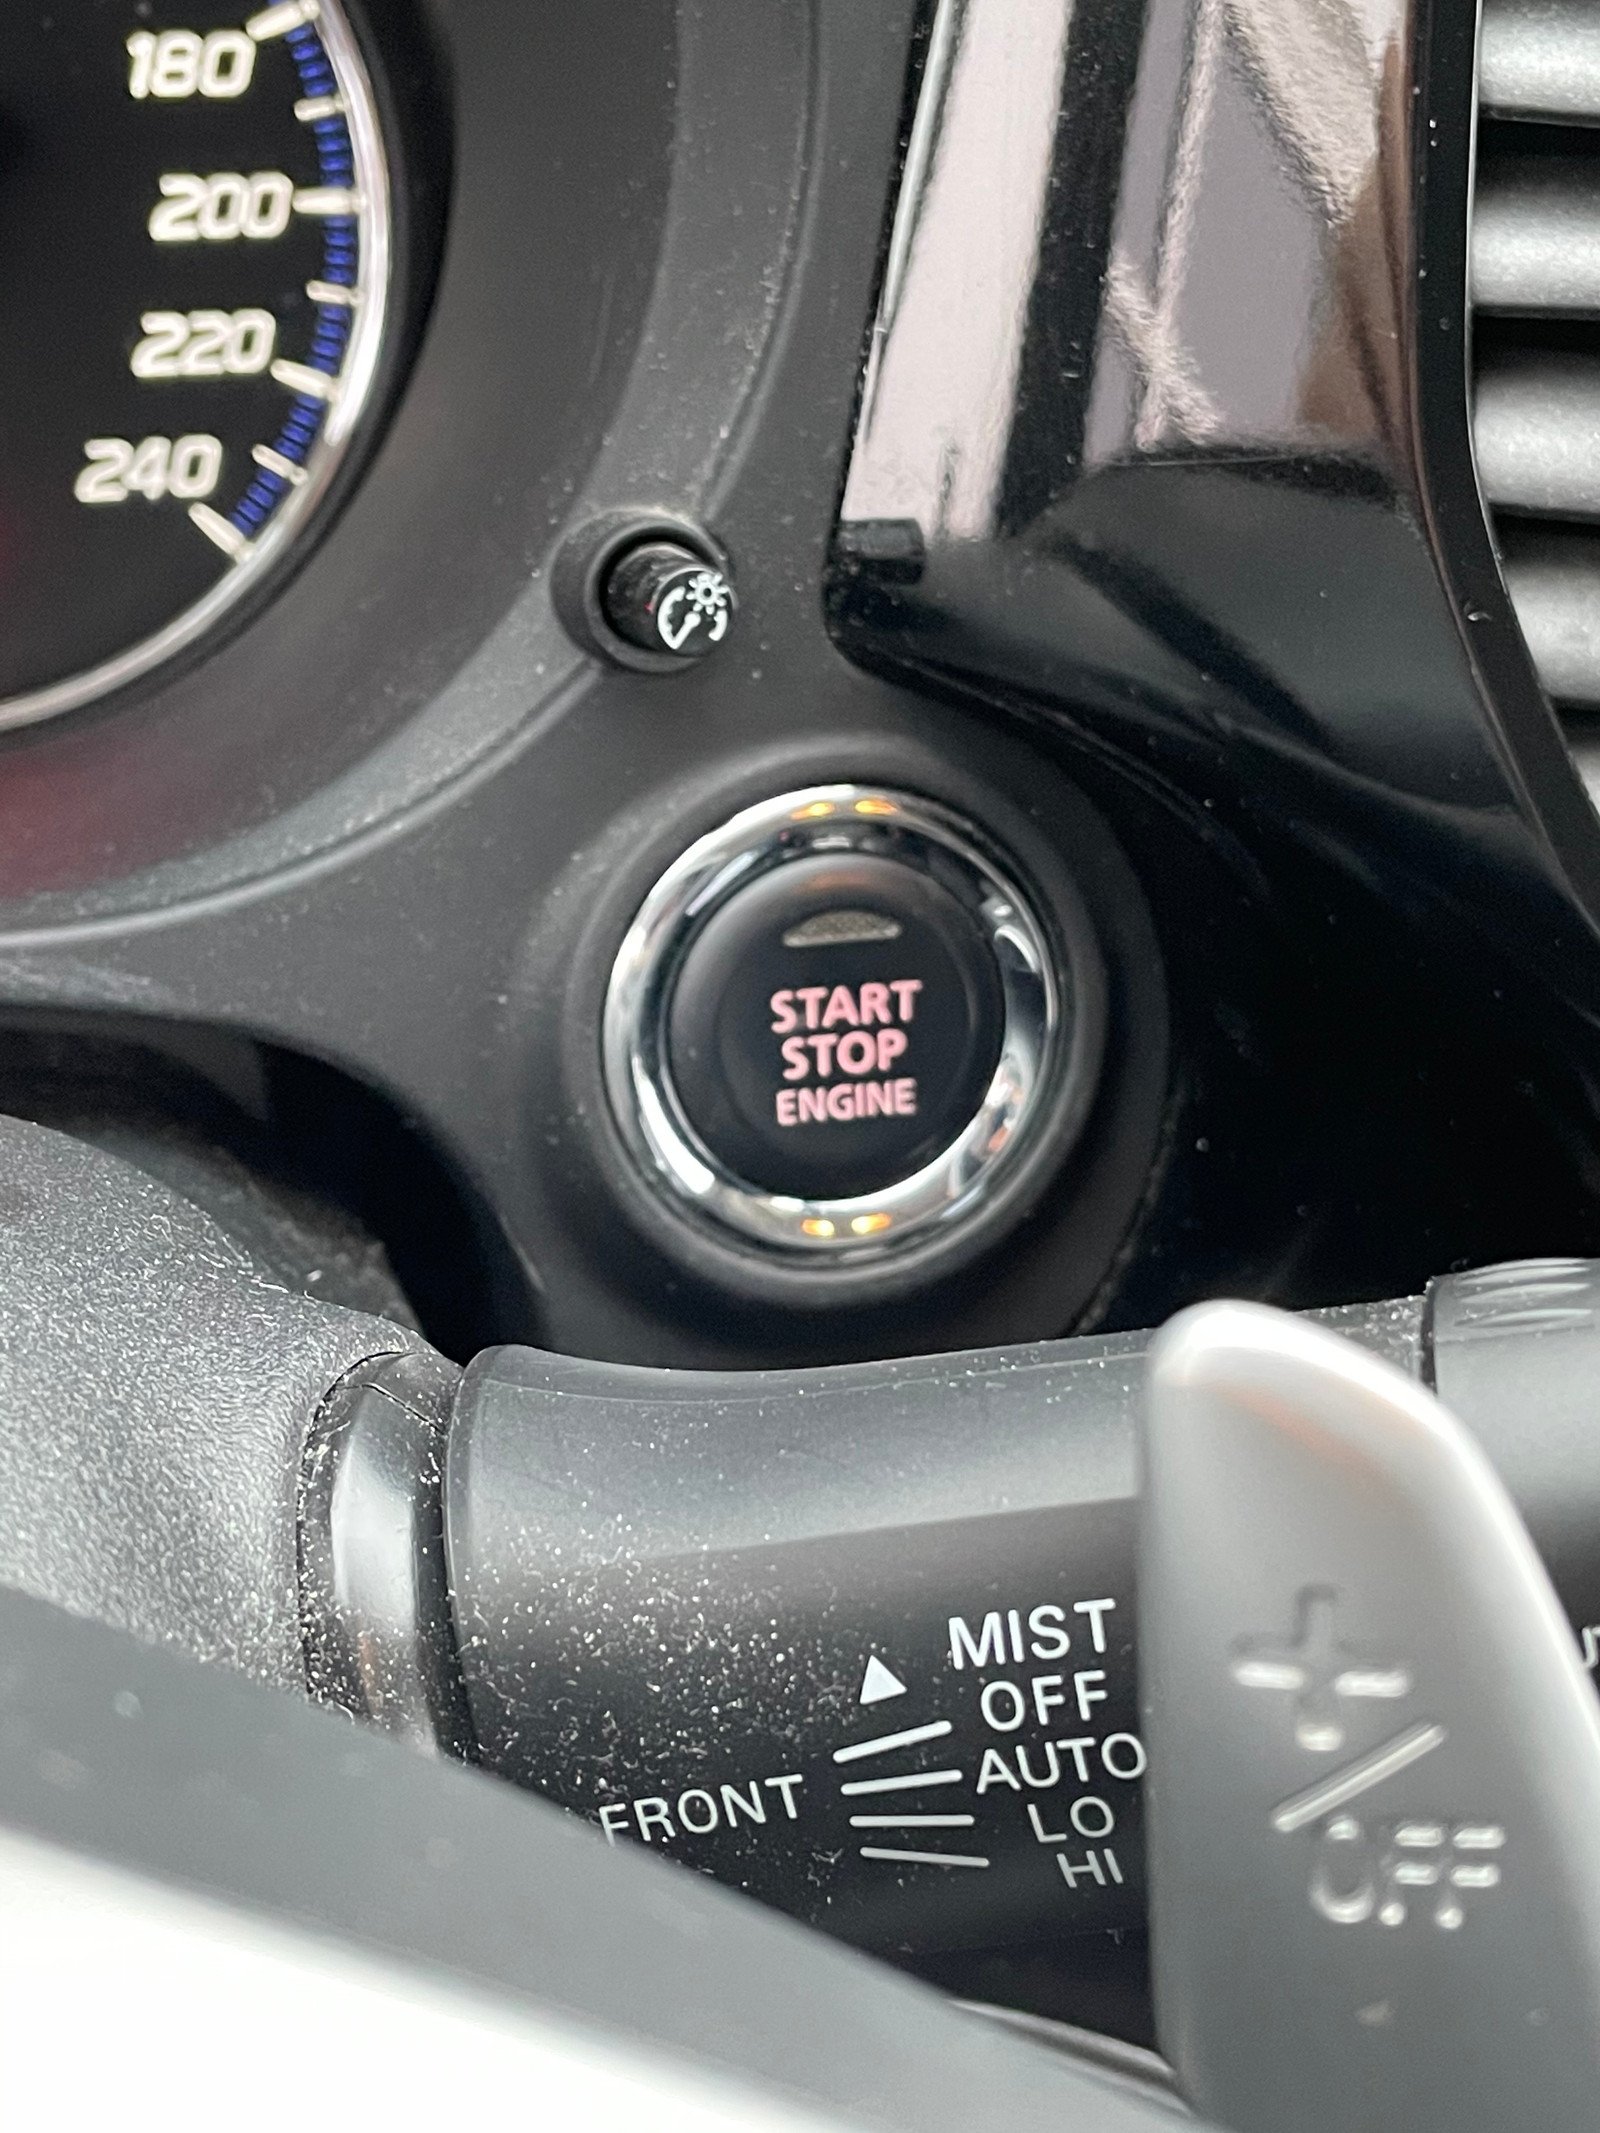 180
200
220
240
START
STOP
ENGINE
MIST
OFF
AUTO
LO
HI
FRONT
+/OFF